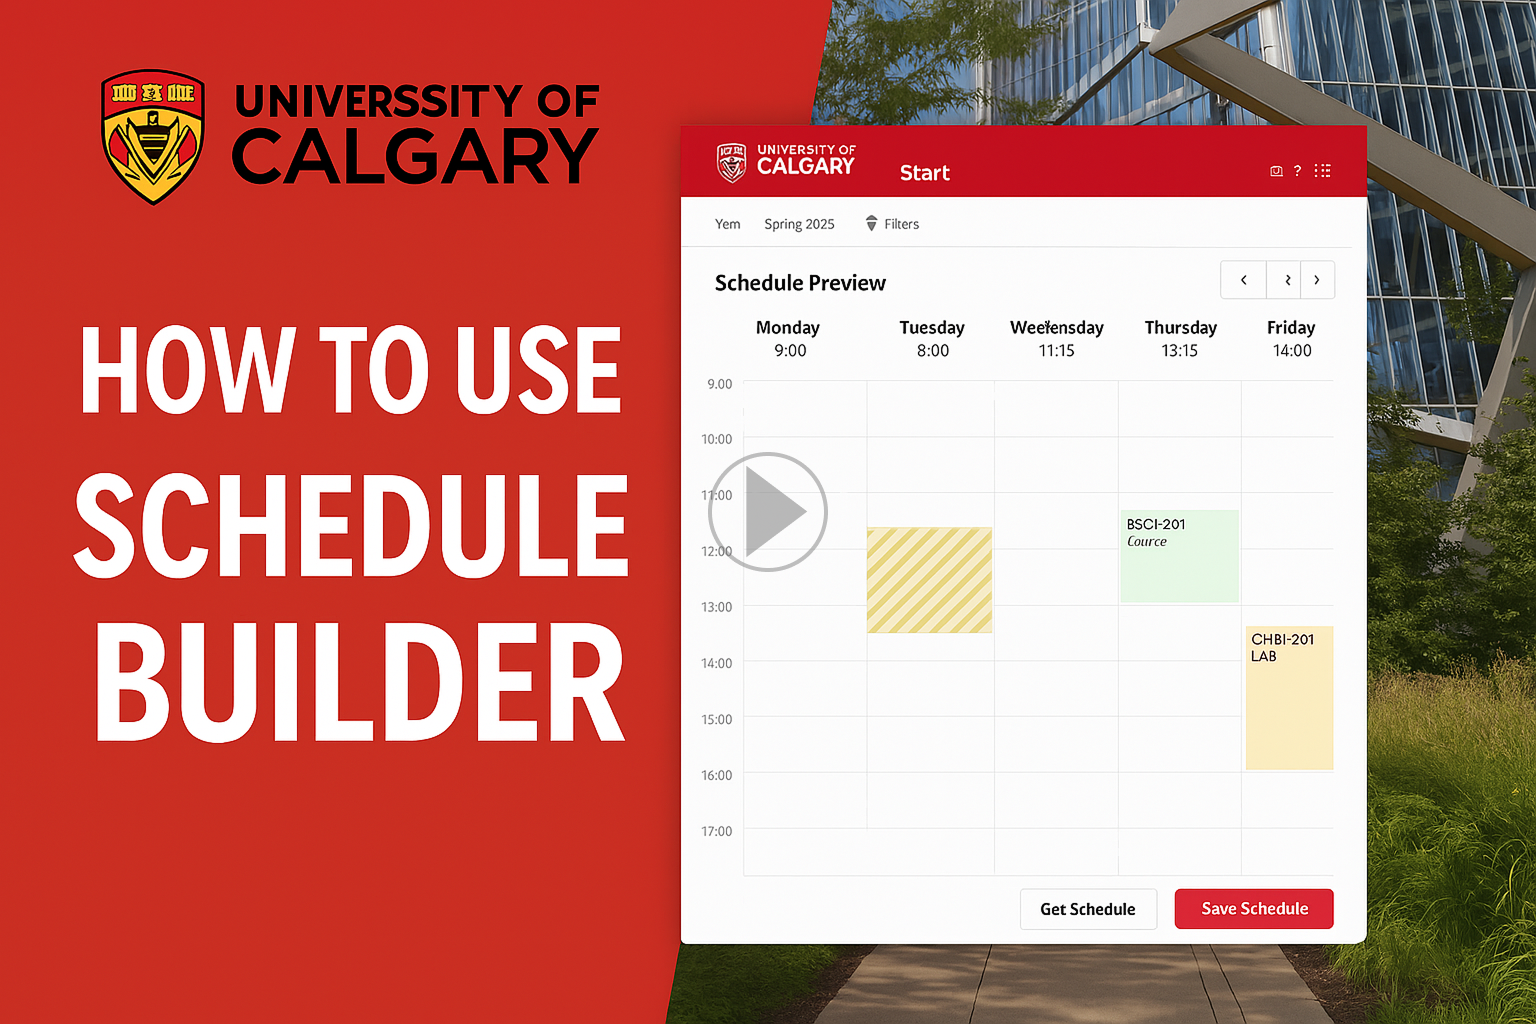 UNIVERSSITY OF
CALGARY
HOW TO USE
SCHEDULE
BUILDER
UNIVERSITY OF
CALGARY
Start
?
Yem Spring 2025 Filters
Schedule Preview
Monday Tuesday Thursday Friday
9:00 8:00 11:15 13:15 14:00
9.00
10:00
11:00
12:00
13:00
14:00
15:00
16:00
17:00
BSCI-201
Cource
CHBI-201
LAB
Get Schedule Save Schedule